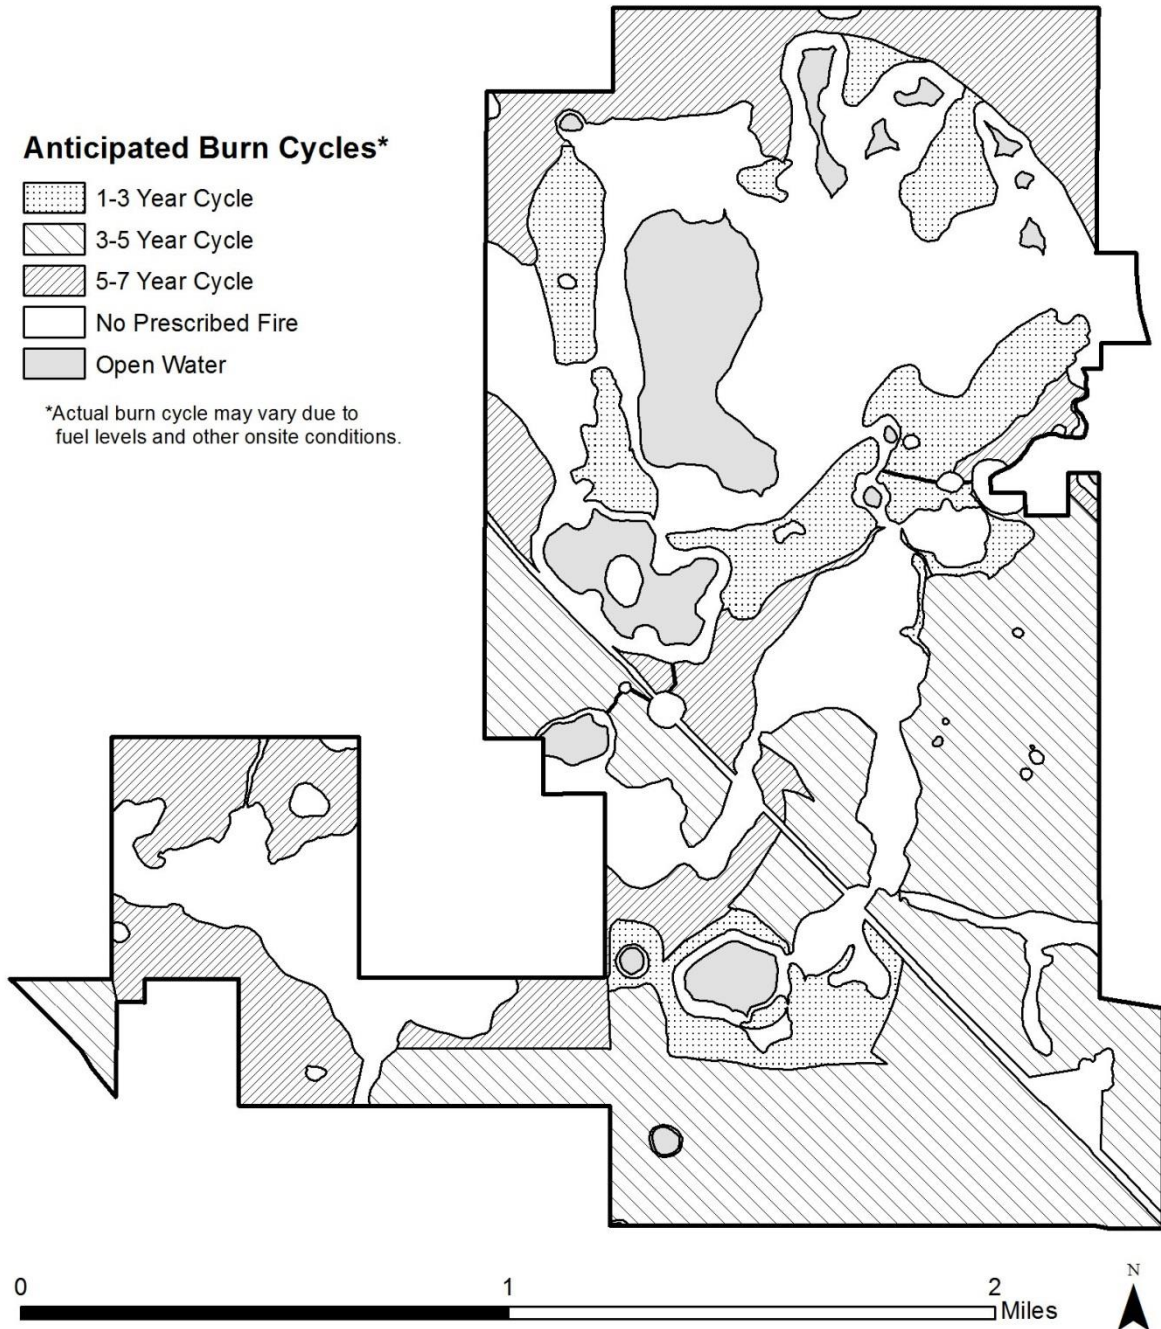 Anticipated Burn Cycles*
1-3 Year Cycle
3-5 Year Cycle
5-7 Year Cycle
No Prescribed Fire
Open Water
*Actual burn cycle may vary due to
fuel levels and other onsite conditions.
0 1 2
Miles
N